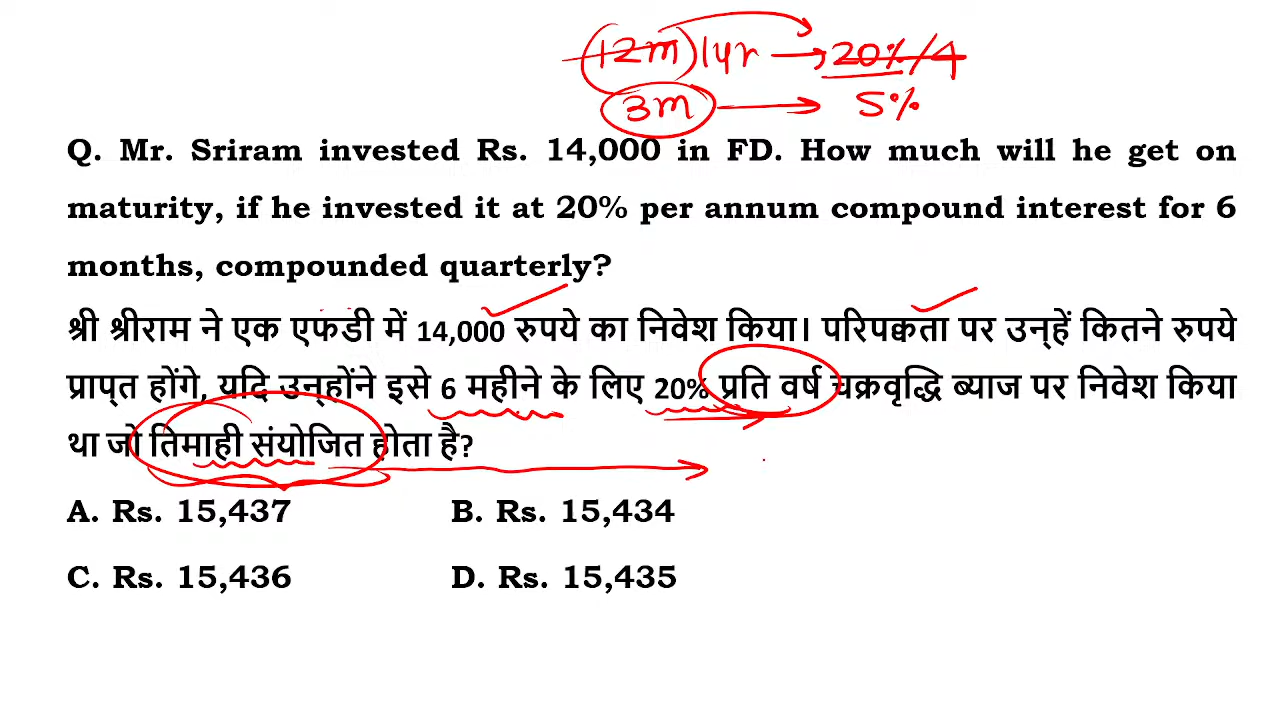 12m) 1yr → 20%/4
3m → 5%
Q. Mr. Sriram invested Rs. 14,000 in FD. How much will he get on
maturity, if he invested it at 20% per annum compound interest for 6
months, compounded quarterly?
श्री श्रीराम ने एक एफडी में 14,000 रुपये का निवेश किया। परिपक्वता पर उन्हें कितने रुपये
प्राप्त होंगे, यदि उन्होंने इसे 6 महीने के लिए 20% प्रति वर्ष चक्रवृद्धि ब्याज पर निवेश किया
था जो तिमाही संयोजित होता है?
A. Rs. 15,437 B. Rs. 15,434
C. Rs. 15,436 D. Rs. 15,435